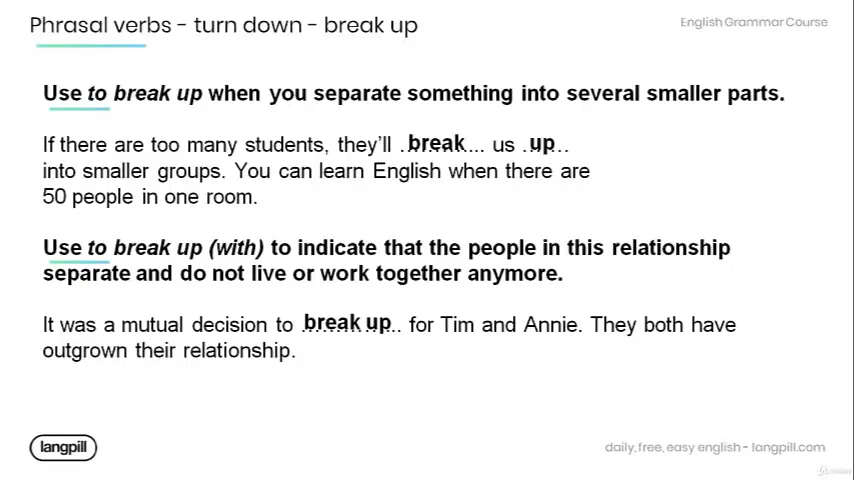 Phrasal verbs - turn down - break up
English Grammar Course
Use to break up when you separate something into several smaller parts.
If there are too many students, they'll .break... us .up..
into smaller groups. You can learn English when there are
50 people in one room.
Use to break up (with) to indicate that the people in this relationship
separate and do not live or work together anymore.
It was a mutual decision to break up.. for Tim and Annie. They both have
outgrown their relationship.
langpill
daily, free, easy english - langpill.com